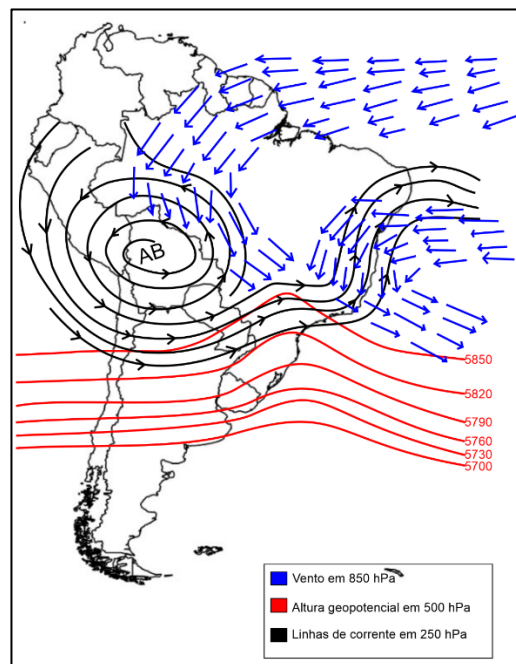 AB
5850
5820
5790
5760
5730
5700
Vento em 850 hPa
Altura geopotencial em 500 hPa
Linhas de corrente em 250 hPa